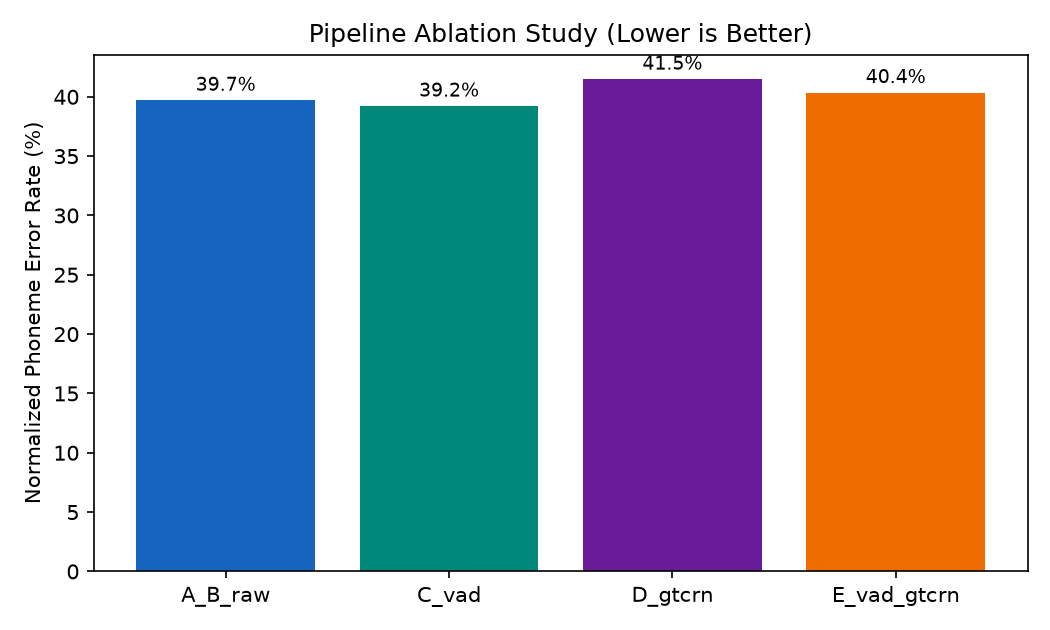 Pipeline Ablation Study (Lower is Better)
Normalized Phoneme Error Rate (%)
40
35
30
25
20
15
10
5
0
39.7%
39.2%
41.5%
40.4%
A_B_raw
C_vad
D_gtcrn
E_vad_gtcrn